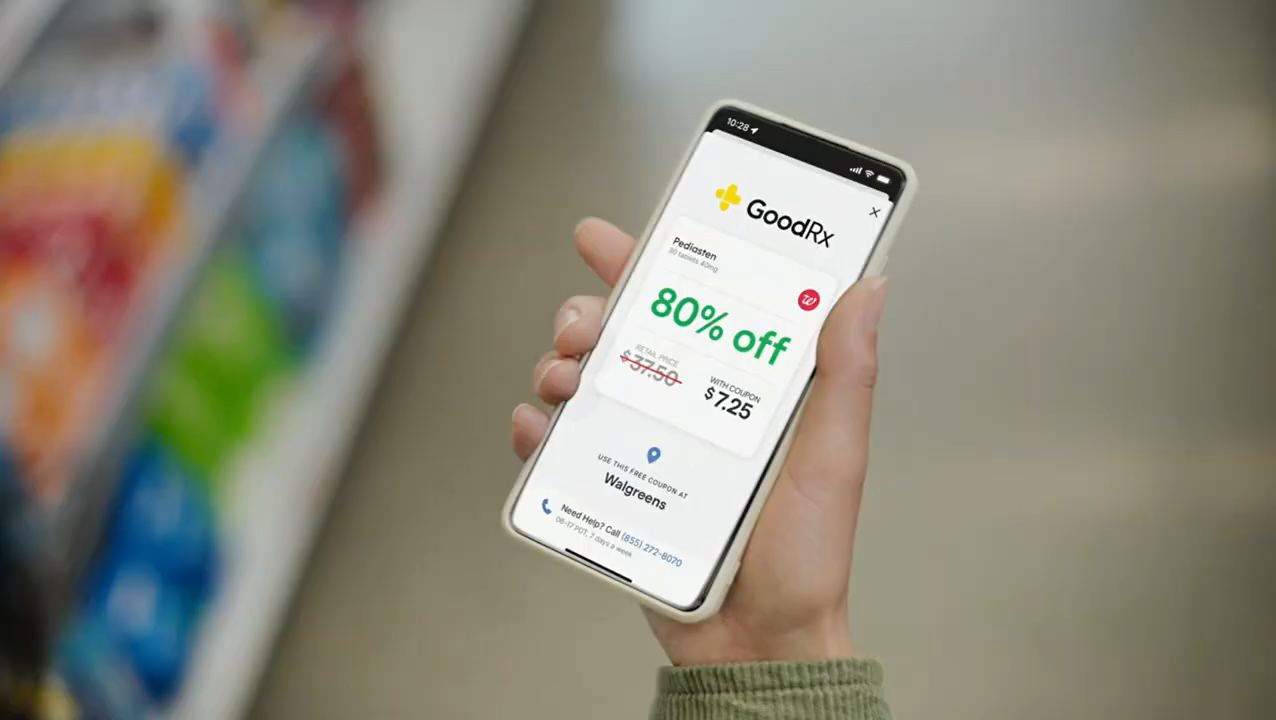 10:28
GoodRx
Pediasten
30 tablets 40mg
80% off
RETAIL PRICE
$37.50
WITH COUPON
$7.25
USE THIS FREE COUPON AT
Walgreens
Need Help? Call (855) 272-8070
06-17 PDT, 7 days a week